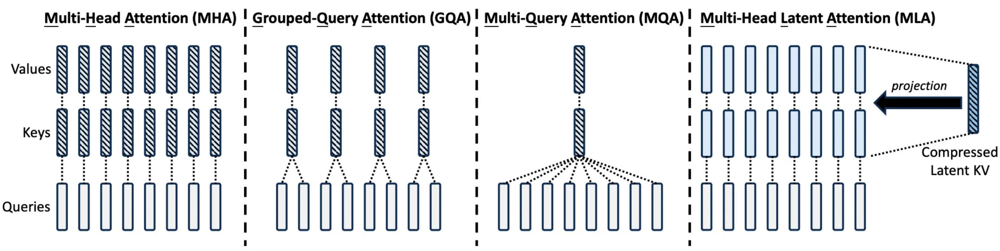 Multi-Head Attention (MHA)
Grouped-Query Attention (GQA)
Multi-Query Attention (MQA)
Multi-Head Latent Attention (MLA)
Values
Keys
Queries
projection
Compressed
Latent KV